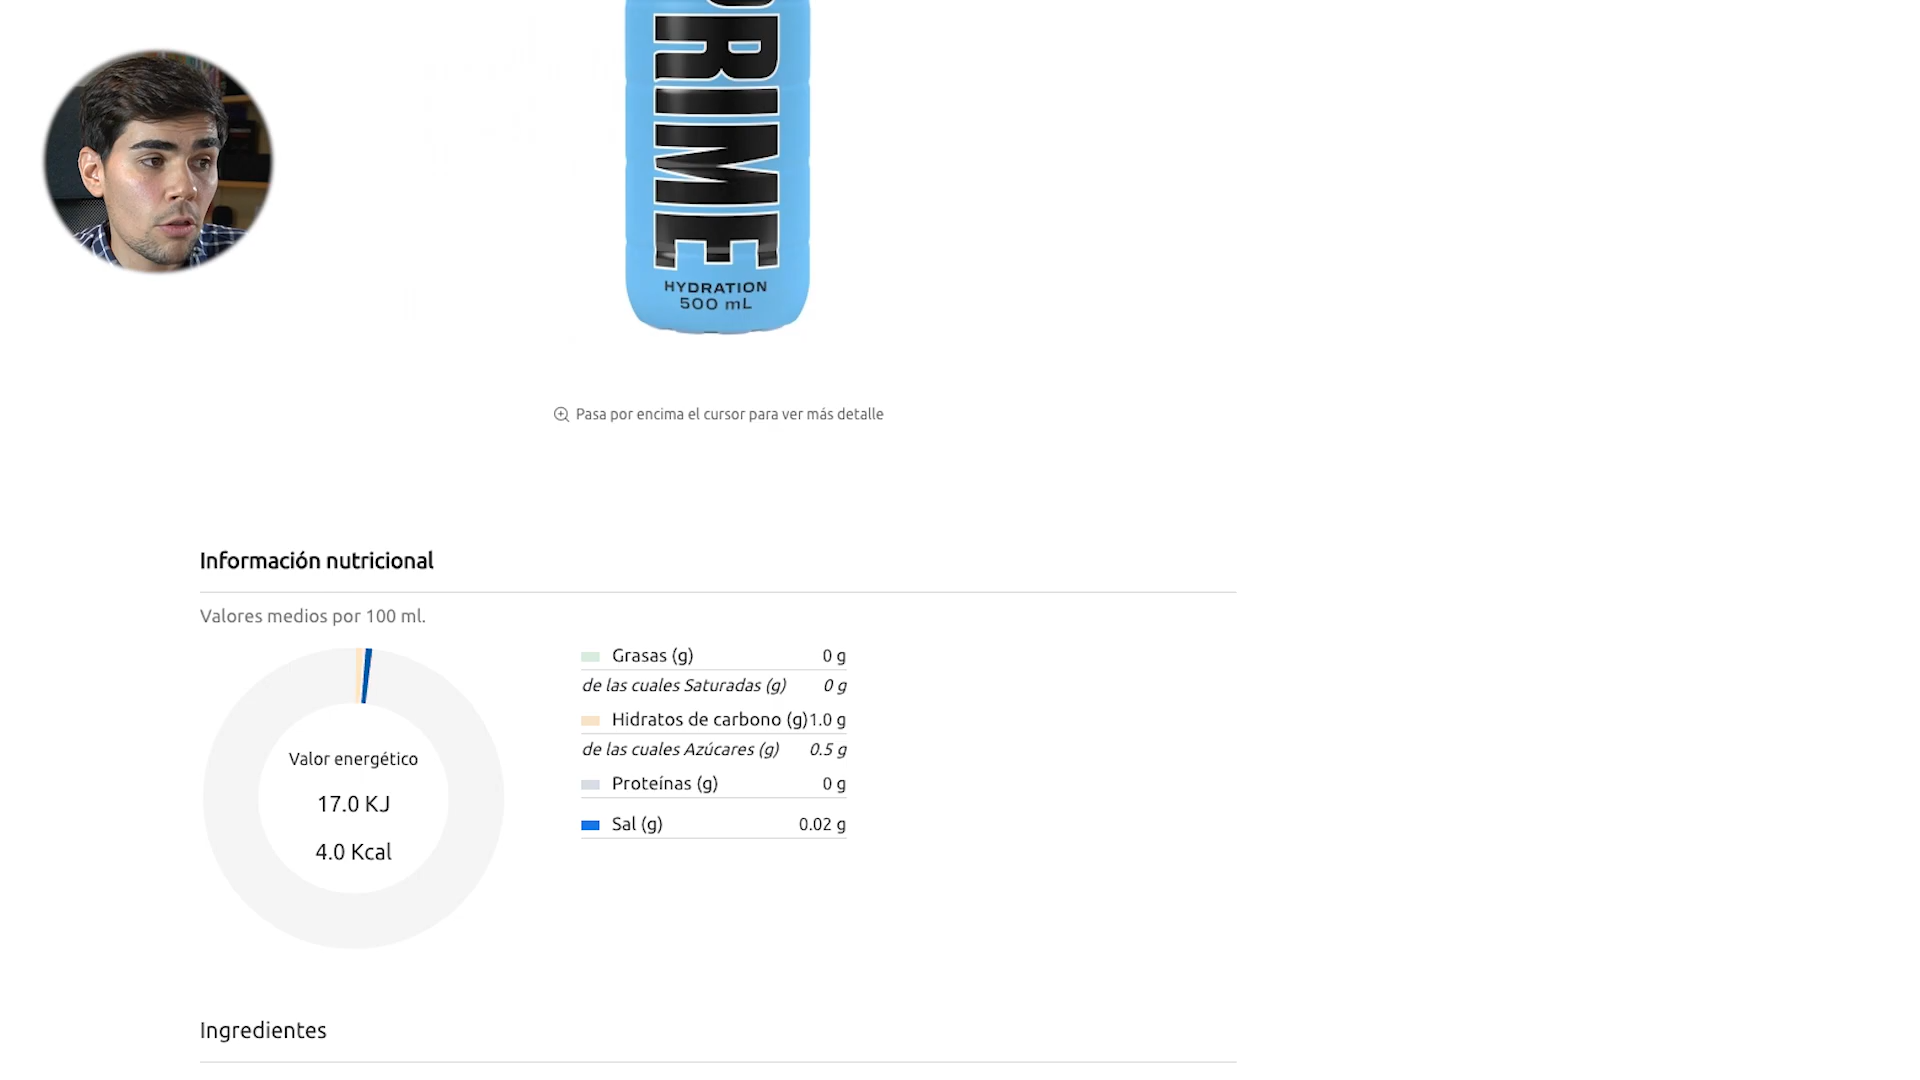 PRIME
HYDRATION
500 mL
Pasa por encima el cursor para ver más detalle
Información nutricional
Valores medios por 100 ml.
Valor energético
17.0 KJ
4.0 Kcal
Grasas (g) 0 g
de las cuales Saturadas (g) 0 g
Hidratos de carbono (g) 1.0 g
de las cuales Azúcares (g) 0.5 g
Proteínas (g) 0 g
Sal (g) 0.02 g
Ingredientes